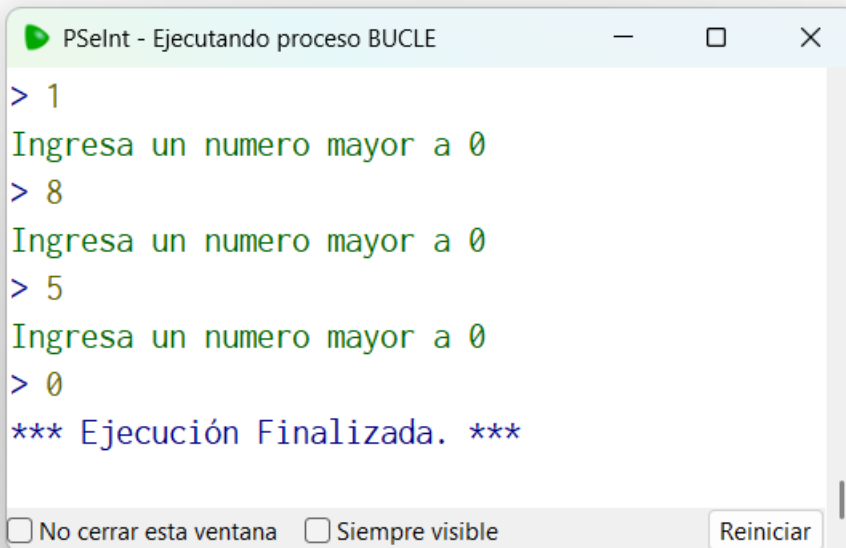 PSeInt - Ejecutando proceso BUCLE
> 1
Ingresa un numero mayor a 0
> 8
Ingresa un numero mayor a 0
> 5
Ingresa un numero mayor a 0
> 0
*** Ejecución Finalizada. ***
No cerrar esta ventana Siempre visible Reiniciar